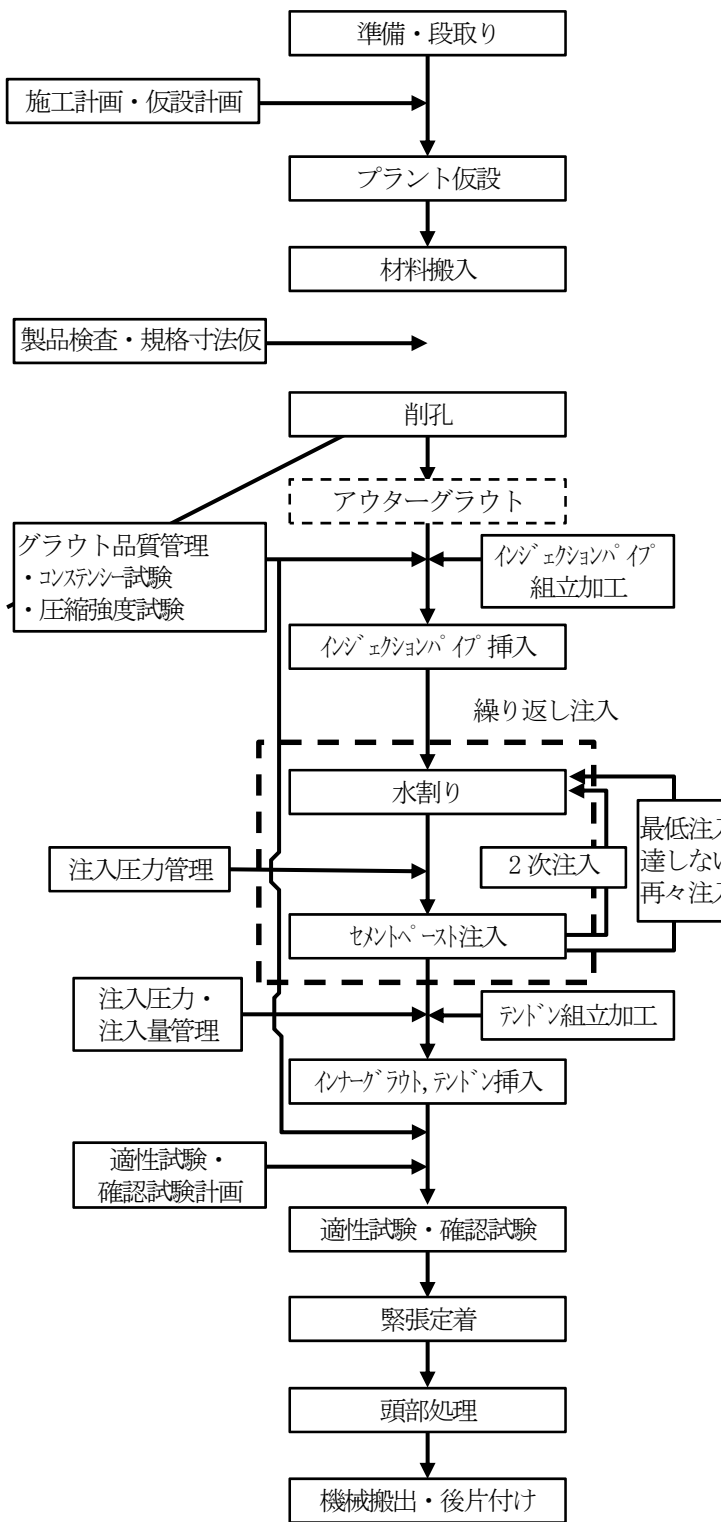 準備・段取り
施工計画・仮設計画
プラント仮設
材料搬入
製品検査・規格寸法仮
削孔
アウターグラウト
グラウト品質管理
・コンステンシー試験
・圧縮強度試験
インジェクションパイプ
組立加工
インジェクションパイプ挿入
繰り返し注入
水割り
注入圧力管理
２次注入
最低注入
達しない
再々注入
セメントペースト注入
注入圧力・
注入量管理
テンドン組立加工
インナーグラウト,テンドン挿入
適性試験・
確認試験計画
適性試験・確認試験
緊張定着
頭部処理
機械搬出・後片付け